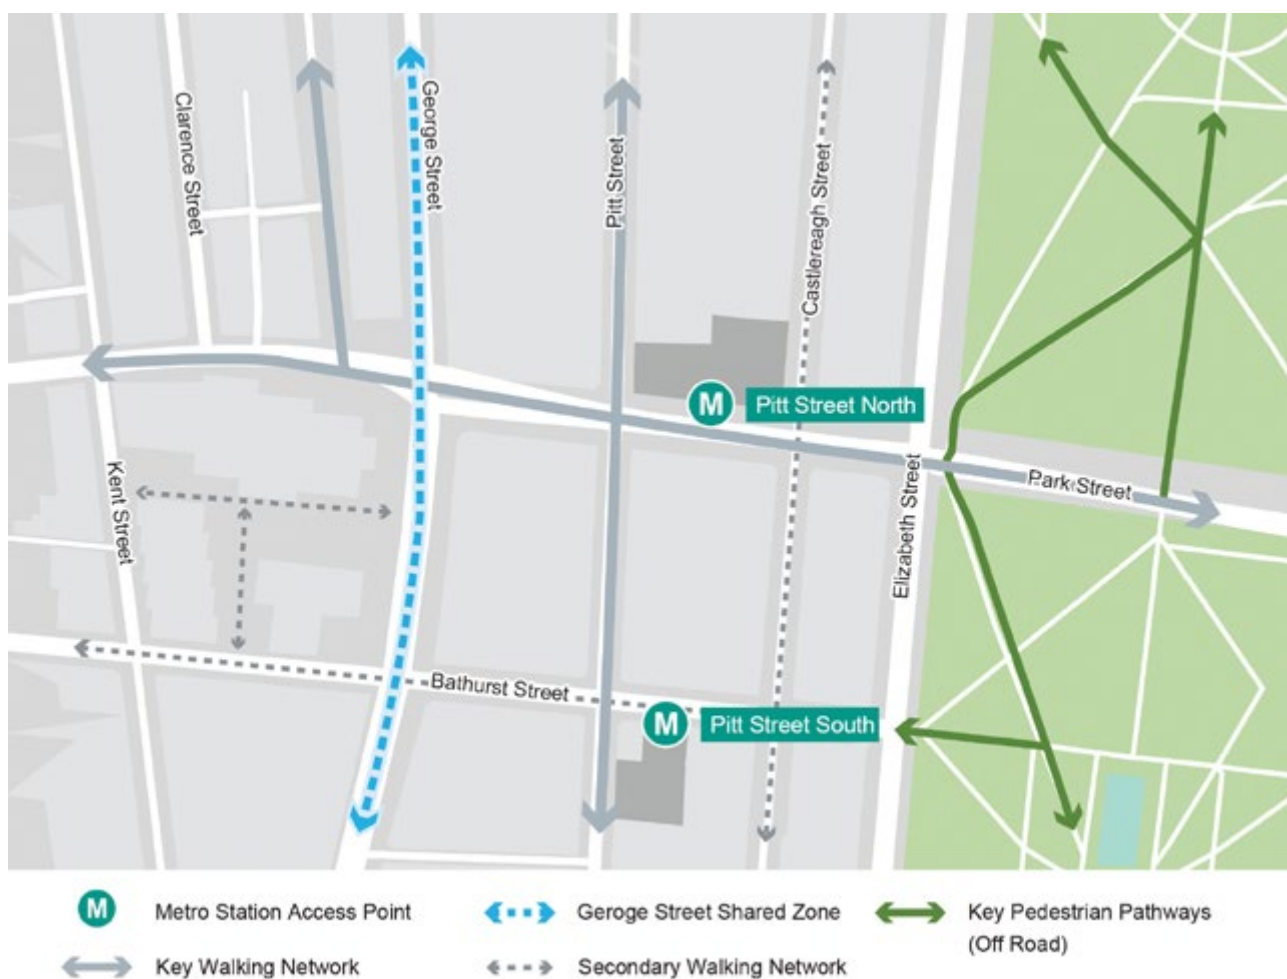 Clarence Street
George Street
Pitt Street
Castlereagh Street
M Pitt Street North
Kent Street
Elizabeth Street
Park Street
Bathurst Street
M Pitt Street South
M Metro Station Access Point
Geroge Street Shared Zone
Key Pedestrian Pathways
(Off Road)
Key Walking Network
Secondary Walking Network